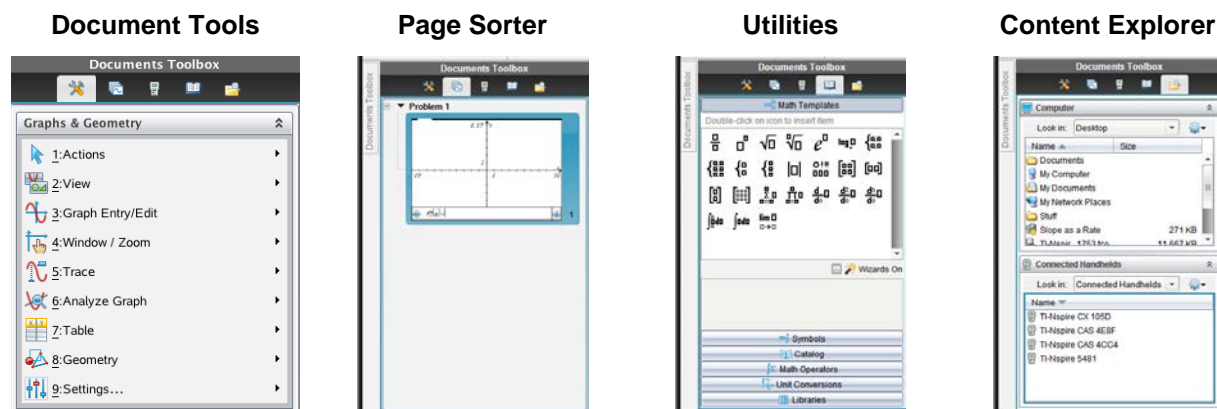 Document Tools
Page Sorter
Utilities
Content Explorer
Documents Toolbox
Graphs & Geometry
1:Actions
2:View
3:Graph Entry/Edit
4:Window / Zoom
5:Trace
6:Analyze Graph
7:Table
8:Geometry
9:Settings...
Documents Toolbox
Documents Toolbox
Problem 1
1
Documents Toolbox
Documents Toolbox
Math Templates
Double-click on icon to insert item
Wizards On
Symbols
Catalog
Math Operators
Unit Conversions
Libraries
Documents Toolbox
Documents Toolbox
Computer
Look in: Desktop
Name Size
Documents
My Computer
My Documents
My Network Places
Stuff
Slope as a Rate 271 KB
Connected Handhelds
Look in: Connected Handhelds
Name
TI-Nspire CX 105D
TI-Nspire CAS 4E8F
TI-Nspire CAS 4CC4
TI-Nspire 5481